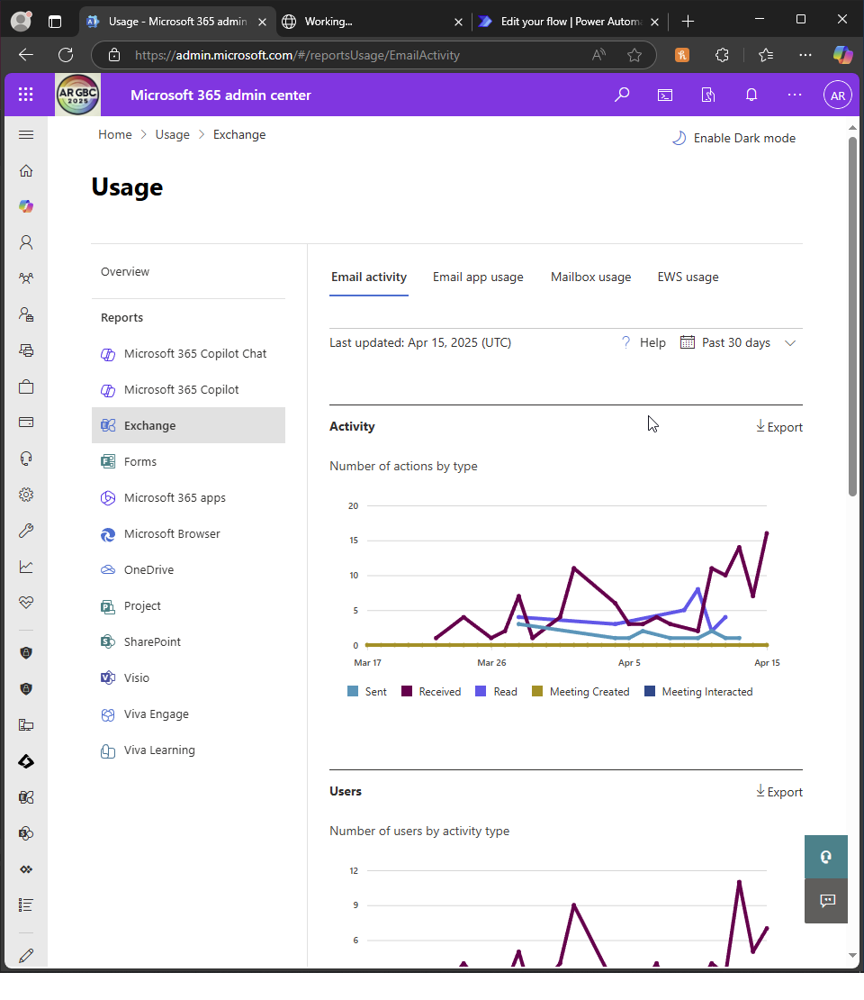 Usage - Microsoft 365 admin
Working...
Edit your flow | Power Autom
https://admin.microsoft.com/#/reportsUsage/EmailActivity
AR GBC
2025
Microsoft 365 admin center
AR
Home > Usage > Exchange
Enable Dark mode
Usage
Overview
Reports
Microsoft 365 Copilot Chat
Microsoft 365 Copilot
Exchange
Forms
Microsoft 365 apps
Microsoft Browser
OneDrive
Project
SharePoint
Visio
Viva Engage
Viva Learning
Email activity Email app usage Mailbox usage EWS usage
Last updated: Apr 15, 2025 (UTC) ? Help Past 30 days
Activity Export
Number of actions by type
20
15
10
5
0
Mar 17 Mar 26 Apr 5 Apr 15
Sent Received Read Meeting Created Meeting Interacted
Users Export
Number of users by activity type
12
9
6